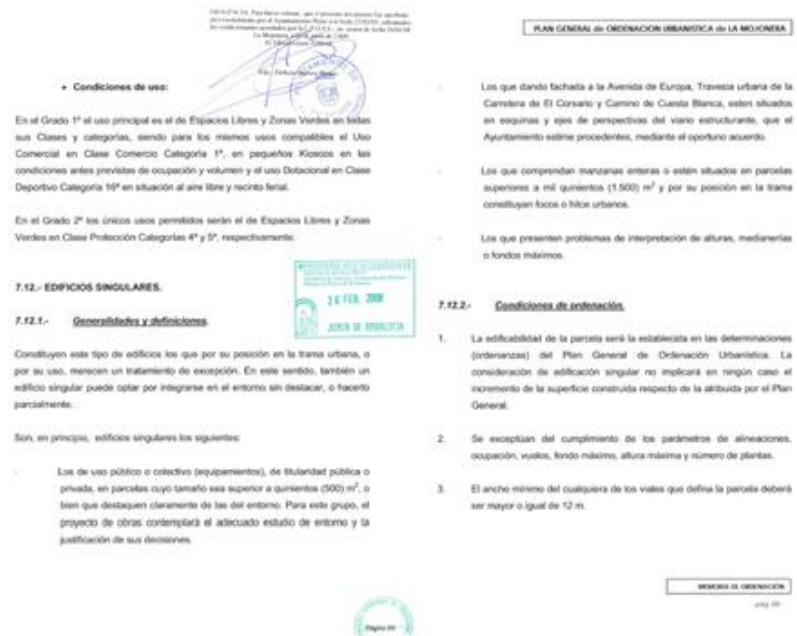 PLAN GENERAL de ORDENACION URBANISTICA de LA MOJONERA
+ Condiciones de uso:
En el Grado 1º el uso principal es el de Espacios Libres y Zonas Verdes en todas
sus Clases y categorías, siendo para los mismos usos compatibles el Uso
Comercial en Clase Comercio Categoría 1ª, en pequeños Kioscos en las
condiciones antes previstas de ocupación y volumen y el uso Dotacional en Clase
Deportivo Categoría 16ª en situación al aire libre y recinto ferial.
En el Grado 2º los únicos usos permitidos serán el de Espacios Libres y Zonas
Verdes en Clase Protección Categorías 4ª y 5ª, respectivamente.
7.12.- EDIFICIOS SINGULARES.
7.12.1.- Generalidades y definiciones.
Constituyen este tipo de edificios los que por su posición en la trama urbana, o
por su uso, merecen un tratamiento de excepción. En este sentido, también un
edificio singular puede optar por integrarse en el entorno sin destacar, o hacerlo
parcialmente.
Son, en principio, edificios singulares los siguientes:
- Los de uso público o colectivo (equipamientos), de titularidad pública o
privada, en parcelas cuyo tamaño sea superior a quinientos (500) m², o
bien que destaquen claramente de las del entorno. Para este grupo, el
proyecto de obras contemplará el adecuado estudio de entorno y la
justificación de sus decisiones.
26 FEB. 2008
JUNTA DE ANDALUCIA
- Los que dando fachada a la Avenida de Europa, Travesía urbana de la
Carretera de El Corsario y Camino de Cuesta Blanca, esten situados
en esquinas y ejes de perspectivas del viario estructurante, que el
Ayuntamiento estime procedentes, mediante el oportuno acuerdo.
- Los que comprendan manzanas enteras o estén situados en parcelas
superiores a mil quinientos (1.500) m² y por su posición en la trama
constituyan focos o hitos urbanos.
- Los que presenten problemas de interpretación de alturas, medianerías
o fondos máximos.
7.12.2.- Condiciones de ordenación.
1. La edificabilidad de la parcela será la establecida en las determinaciones
(ordenanzas) del Plan General de Ordenación Urbanística. La
consideración de edificación singular no implicará en ningún caso el
incremento de la superficie construida respecto de la atribuida por el Plan
General.
2. Se exceptúan del cumplimiento de los parámetros de alineaciones,
ocupación, vuelos, fondo máximo, altura máxima y número de plantas.
3. El ancho mínimo del cualquiera de los viales que defina la parcela deberá
ser mayor o igual de 12 m.
MEMORIA DE ORDENACIÓN